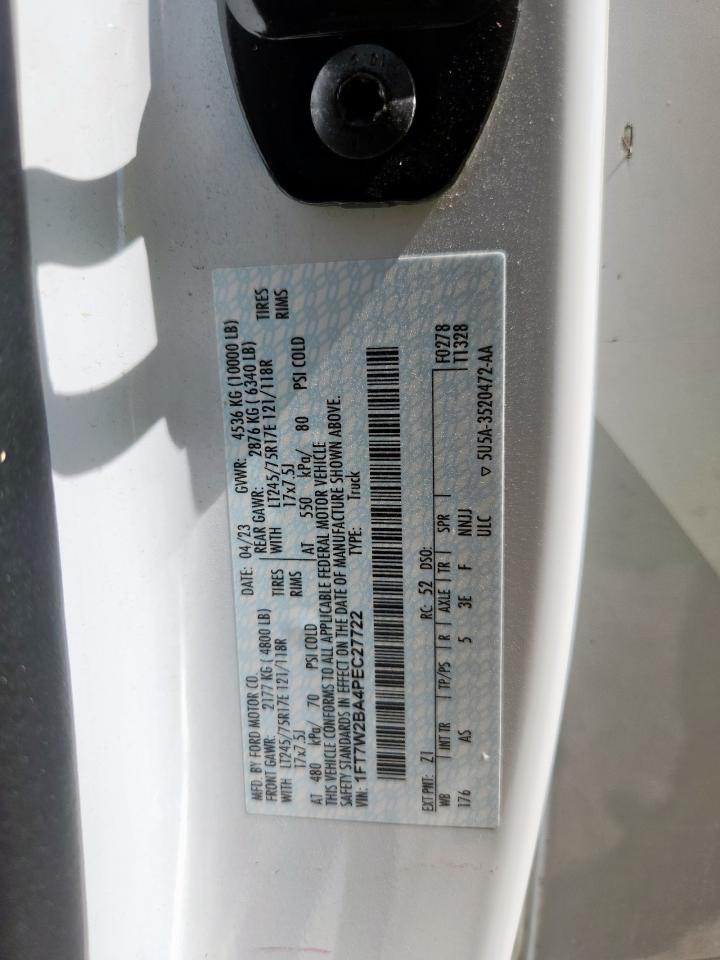 MFD. BY FORD MOTOR CO.
DATE: 04/23 GVWR: 4536 KG (10000 LB)
FRONT GAWR: 2177 KG ( 4800 LB) REAR GAWR: 2876 KG ( 6340 LB)
WITH LT245/75R17E 121/118R TIRES WITH LT245/75R17E 121/118R TIRES
17x7.5J RIMS 17x7.5J RIMS
AT 480 kPa/ 70 PSI COLD AT 550 kPa/ 80 PSI COLD
THIS VEHICLE CONFORMS TO ALL APPLICABLE FEDERAL MOTOR VEHICLE
SAFETY STANDARDS IN EFFECT ON THE DATE OF MANUFACTURE SHOWN ABOVE.
VIN: 1FT7W2BA4PEC27722 TYPE: Truck
EXT PNT: Z1 RC: 52 DSO: F0278
WB INT TR TP/PS R AXLE TR SPR T1328
176 AS 5 3E F NNJJ
ULC ▽ 5U5A-3520472-AA